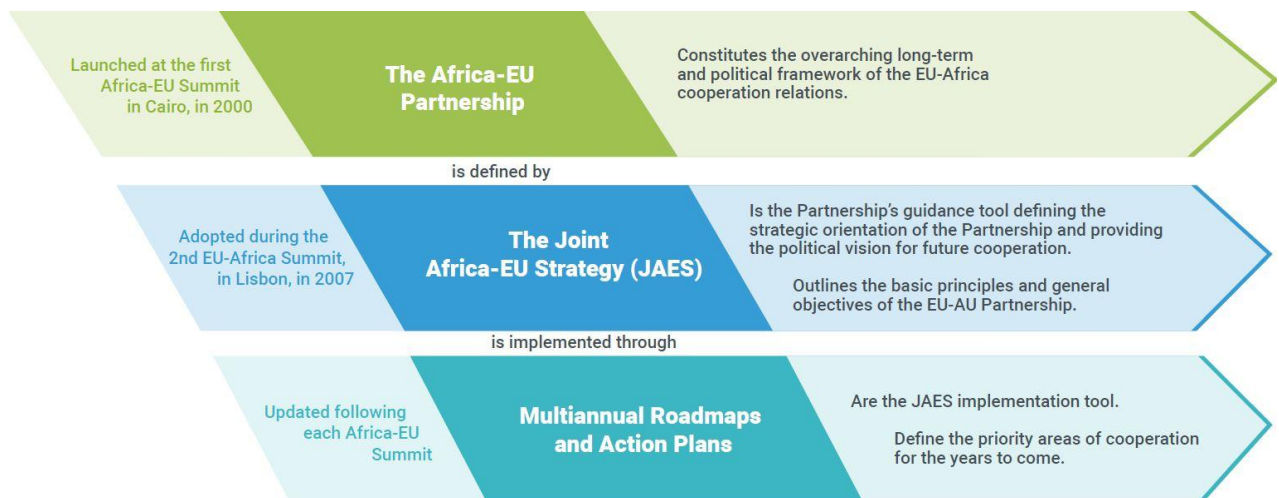 Launched at the first
Africa-EU Summit
in Cairo, in 2000
The Africa-EU
Partnership
Constitutes the overarching long-term
and political framework of the EU-Africa
cooperation relations.
is defined by
Adopted during the
2nd EU-Africa Summit,
in Lisbon, in 2007
The Joint
Africa-EU Strategy (JAES)
Is the Partnership’s guidance tool defining the
strategic orientation of the Partnership and providing
the political vision for future cooperation.
Outlines the basic principles and general
objectives of the EU-AU Partnership.
is implemented through
Updated following
each Africa-EU
Summit
Multiannual Roadmaps
and Action Plans
Are the JAES implementation tool.
Define the priority areas of cooperation
for the years to come.